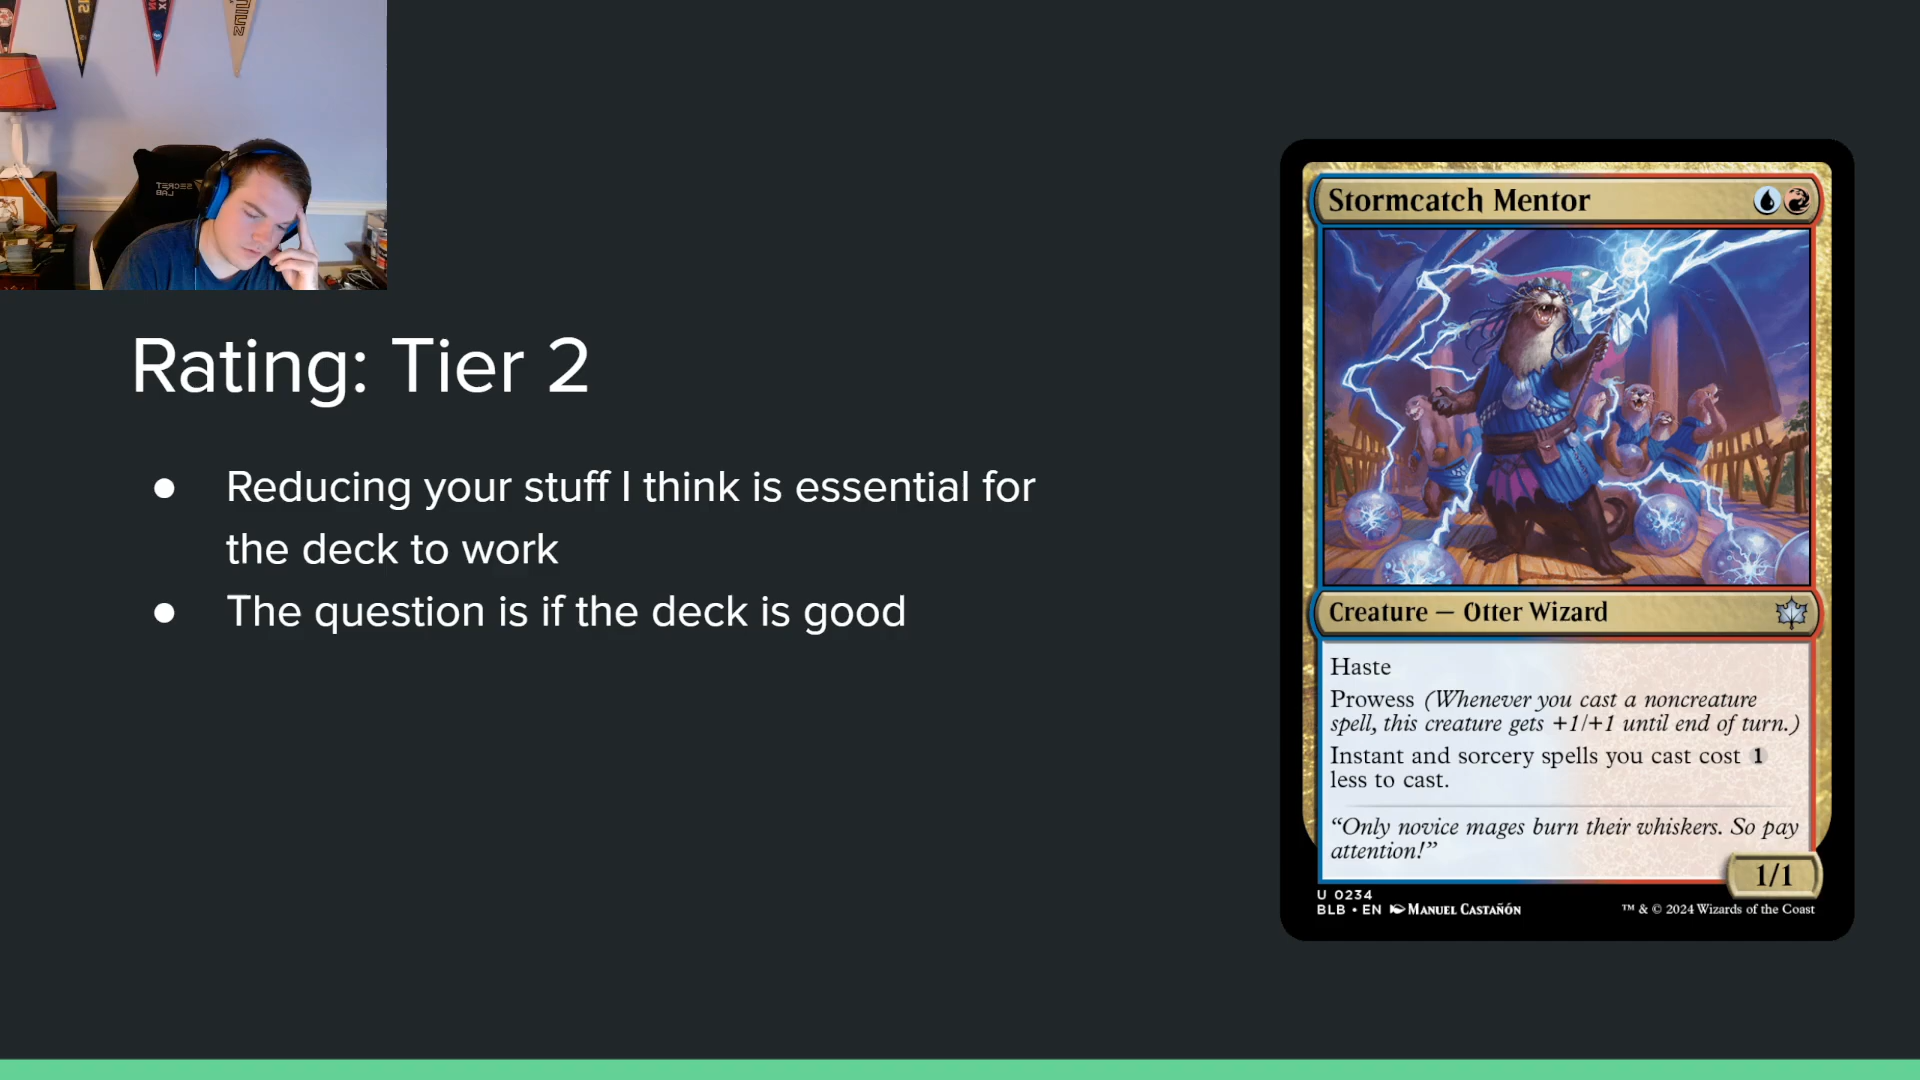 SECRET
LAB
Rating: Tier 2
● Reducing your stuff I think is essential for
the deck to work
● The question is if the deck is good
Stormcatch Mentor
Creature — Otter Wizard
Haste
Prowess (Whenever you cast a noncreature
spell, this creature gets +1/+1 until end of turn.)
Instant and sorcery spells you cast cost 1
less to cast.
“Only novice mages burn their whiskers. So pay
attention!”
1/1
U 0234
BLB • EN Manuel Castañón
™ & © 2024 Wizards of the Coast